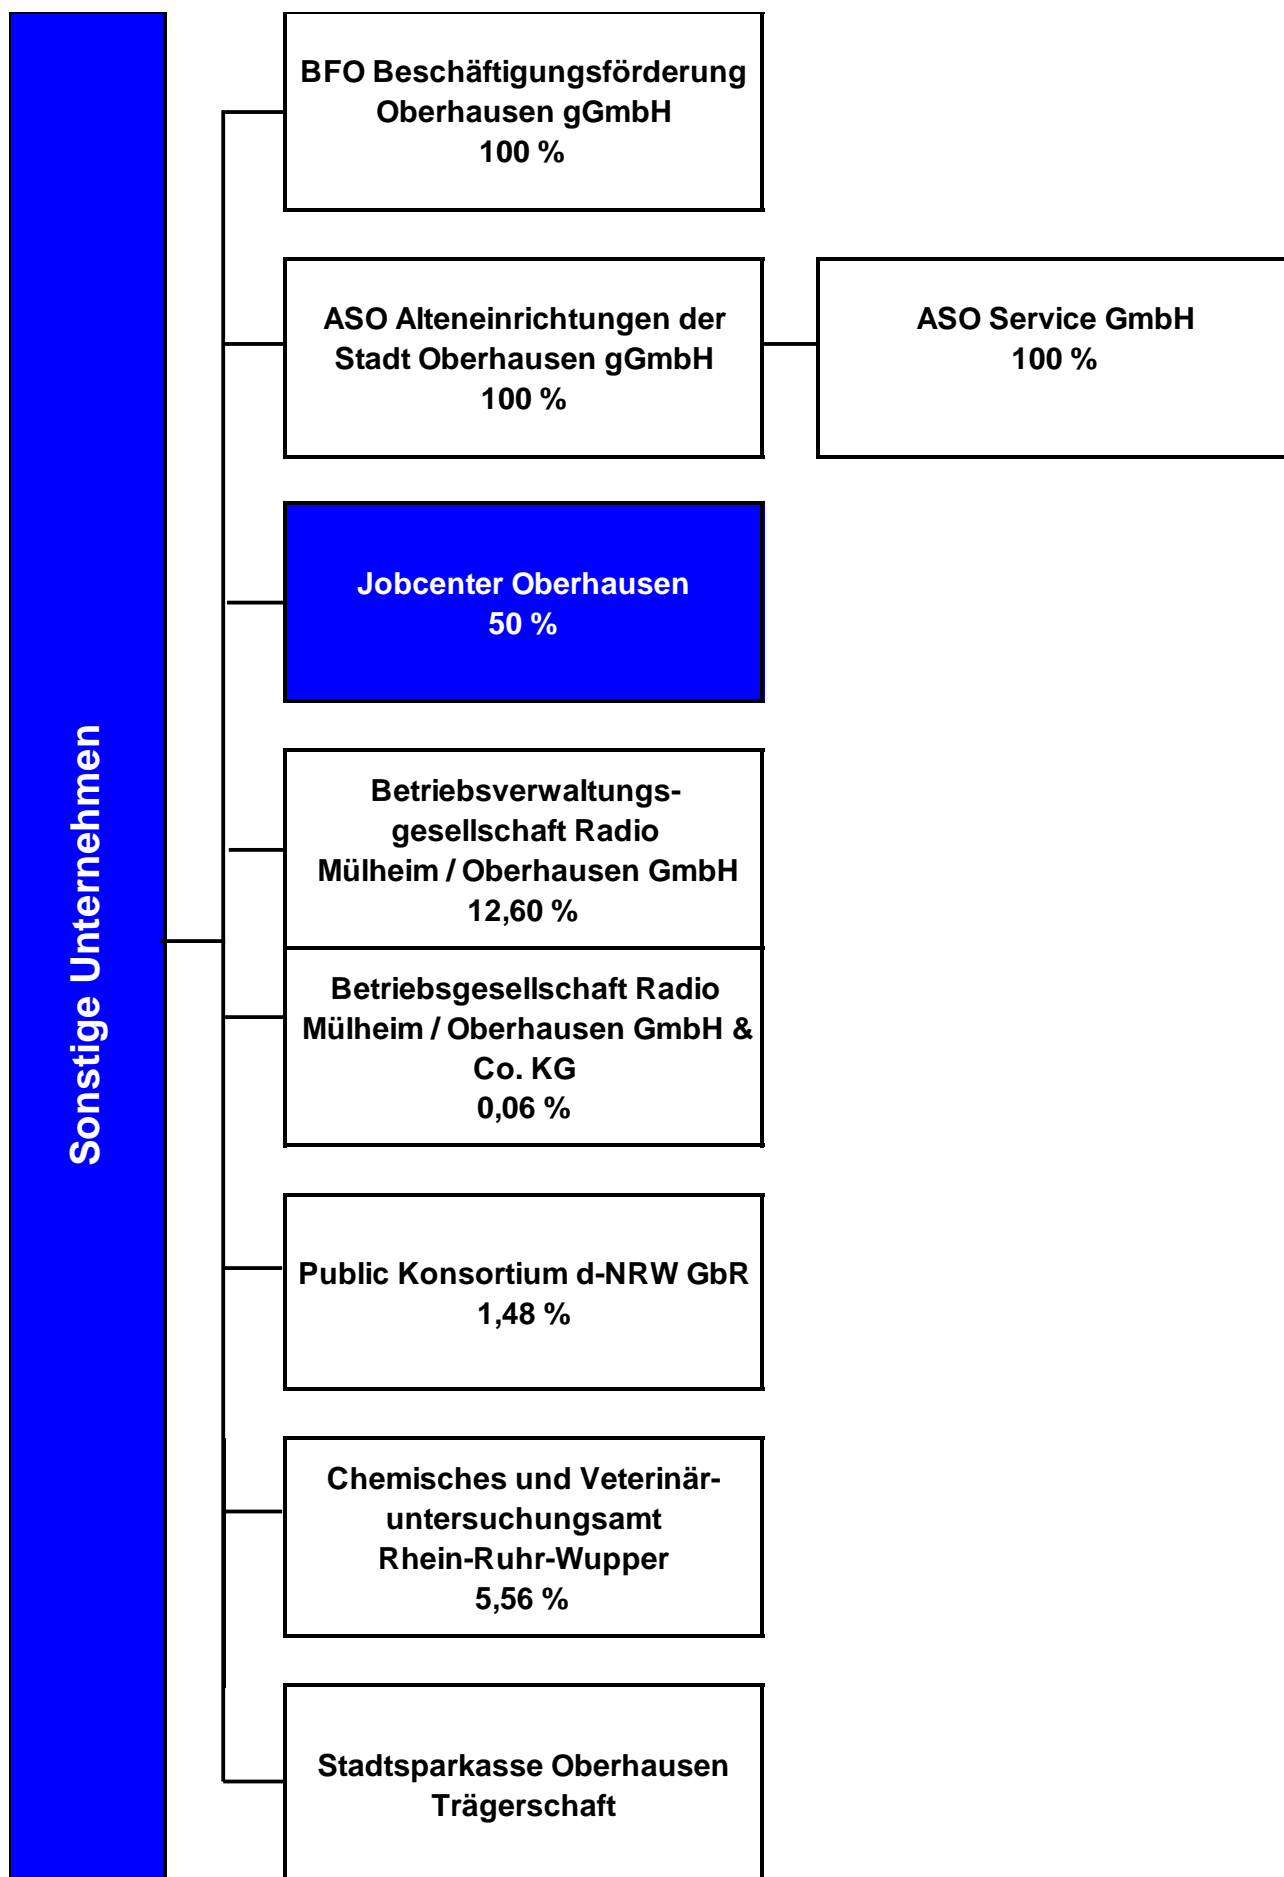 Sonstige Unternehmen
BFO Beschäftigungsförderung
Oberhausen gGmbH
100 %
ASO Alteneinrichtungen der
Stadt Oberhausen gGmbH
100 %
ASO Service GmbH
100 %
Jobcenter Oberhausen
50 %
Betriebsverwaltungs-
gesellschaft Radio
Mülheim / Oberhausen GmbH
12,60 %
Betriebsgesellschaft Radio
Mülheim / Oberhausen GmbH &
Co. KG
0,06 %
Public Konsortium d-NRW GbR
1,48 %
Chemisches und Veterinär-
untersuchungsamt
Rhein-Ruhr-Wupper
5,56 %
Stadtsparkasse Oberhausen
Trägerschaft